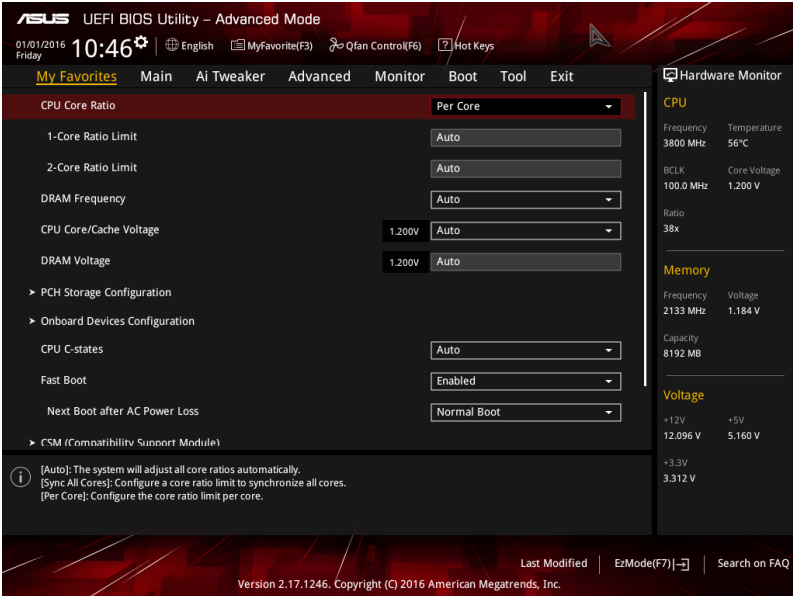 ASUS UEFI BIOS Utility – Advanced Mode
01/01/2016
Friday
10:46
English
MyFavorite(F3)
Qfan Control(F6)
? Hot Keys
My Favorites Main Ai Tweaker Advanced Monitor Boot Tool Exit
CPU Core Ratio Per Core
1-Core Ratio Limit Auto
2-Core Ratio Limit Auto
DRAM Frequency Auto
CPU Core/Cache Voltage 1.200V Auto
DRAM Voltage 1.200V Auto
> PCH Storage Configuration
> Onboard Devices Configuration
CPU C-states Auto
Fast Boot Enabled
Next Boot after AC Power Loss Normal Boot
> CSM (Compatibility Support Module)
[Auto]: The system will adjust all core ratios automatically.
[Sync All Cores]: Configure a core ratio limit to synchronize all cores.
[Per Core]: Configure the core ratio limit per core.
Hardware Monitor
CPU
Frequency Temperature
3800 MHz 56°C
BCLK Core Voltage
100.0 MHz 1.200 V
Ratio
38x
Memory
Frequency Voltage
2133 MHz 1.184 V
Capacity
8192 MB
Voltage
+12V +5V
12.096 V 5.160 V
+3.3V
3.312 V
Last Modified EzMode(F7) Search on FAQ
Version 2.17.1246. Copyright (C) 2016 American Megatrends, Inc.